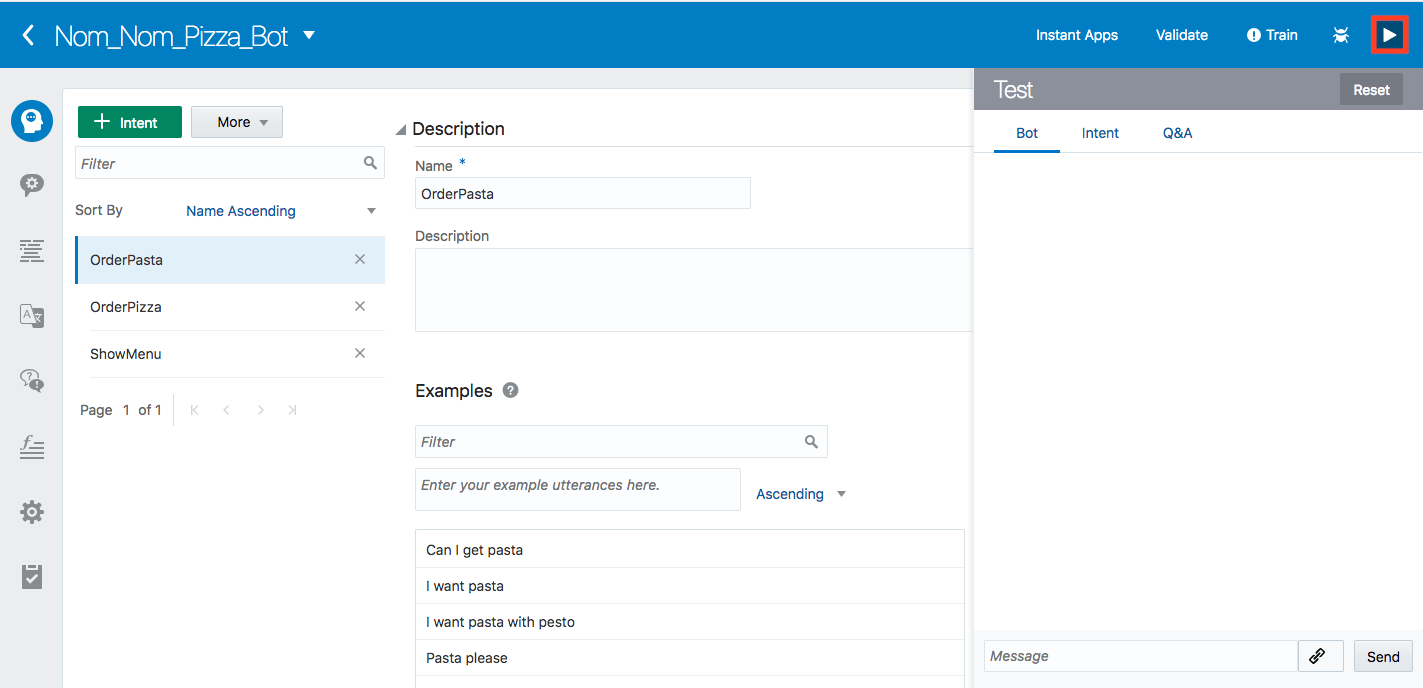 Nom_Nom_Pizza_Bot
Instant Apps
Validate
Train
Intent
More
Filter
Sort By
Name Ascending
OrderPasta
OrderPizza
ShowMenu
Page 1 of 1
Description
Name *
OrderPasta
Description
Examples ?
Filter
Enter your example utterances here.
Ascending
Can I get pasta
I want pasta
I want pasta with pesto
Pasta please
Test
Reset
Bot
Intent
Q&A
Message
Send